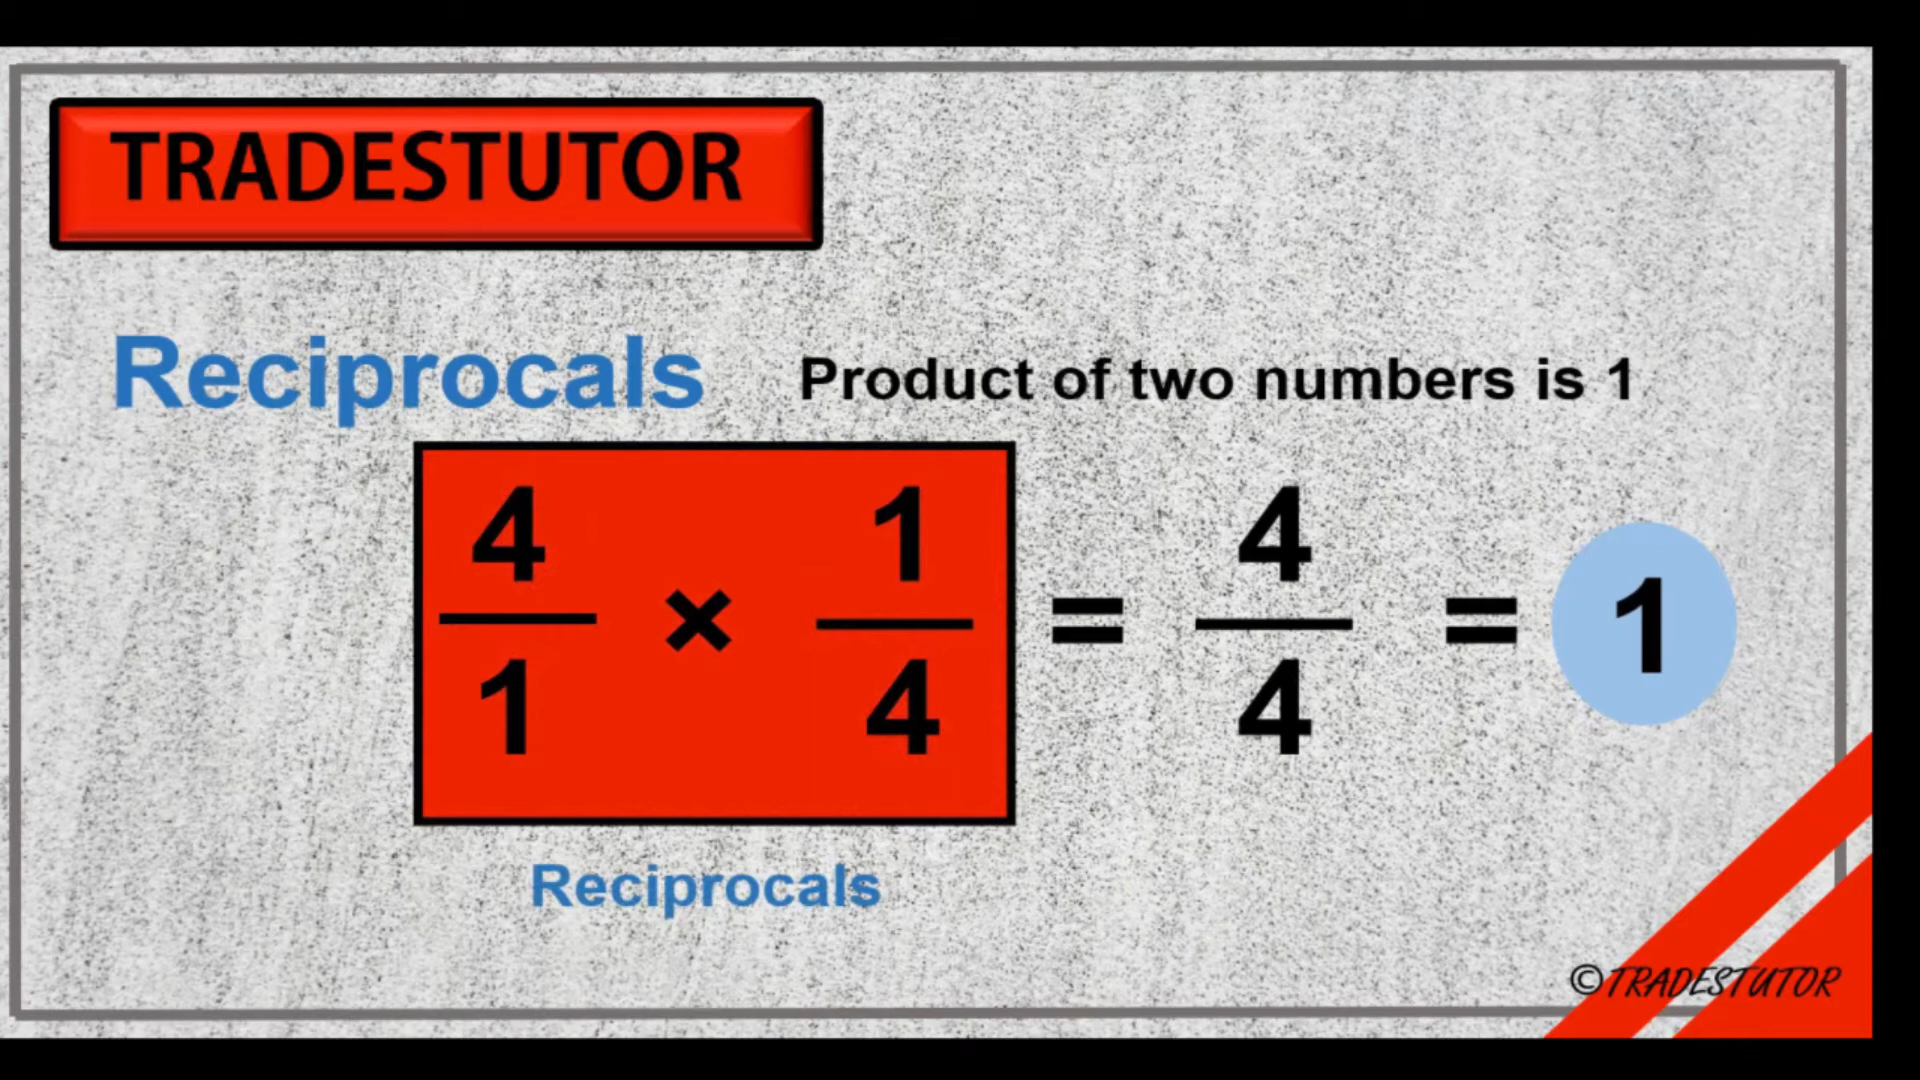 TRADESTUTOR
Reciprocals Product of two numbers is 1
4/1 × 1/4 = 4/4 = 1
Reciprocals
©TRADESTUTOR